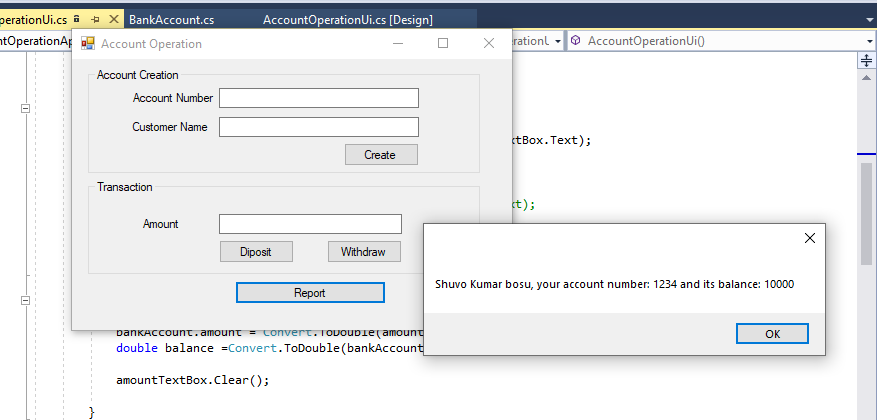 perationUi.cs BankAccount.cs AccountOperationUi.cs [Design]
ntOperationAp Account Operation erationU AccountOperationUi()
Account Creation
Account Number
Customer Name
xtBox.Text);
Create
Transaction
xt);
Amount
Diposit Withdraw
Shuvo Kumar bosu, your account number: 1234 and its balance: 10000
Report
OK
bankAccount.amount = Convert.ToDouble(amount
double balance =Convert.ToDouble(bankAccount
amountTextBox.Clear();
}